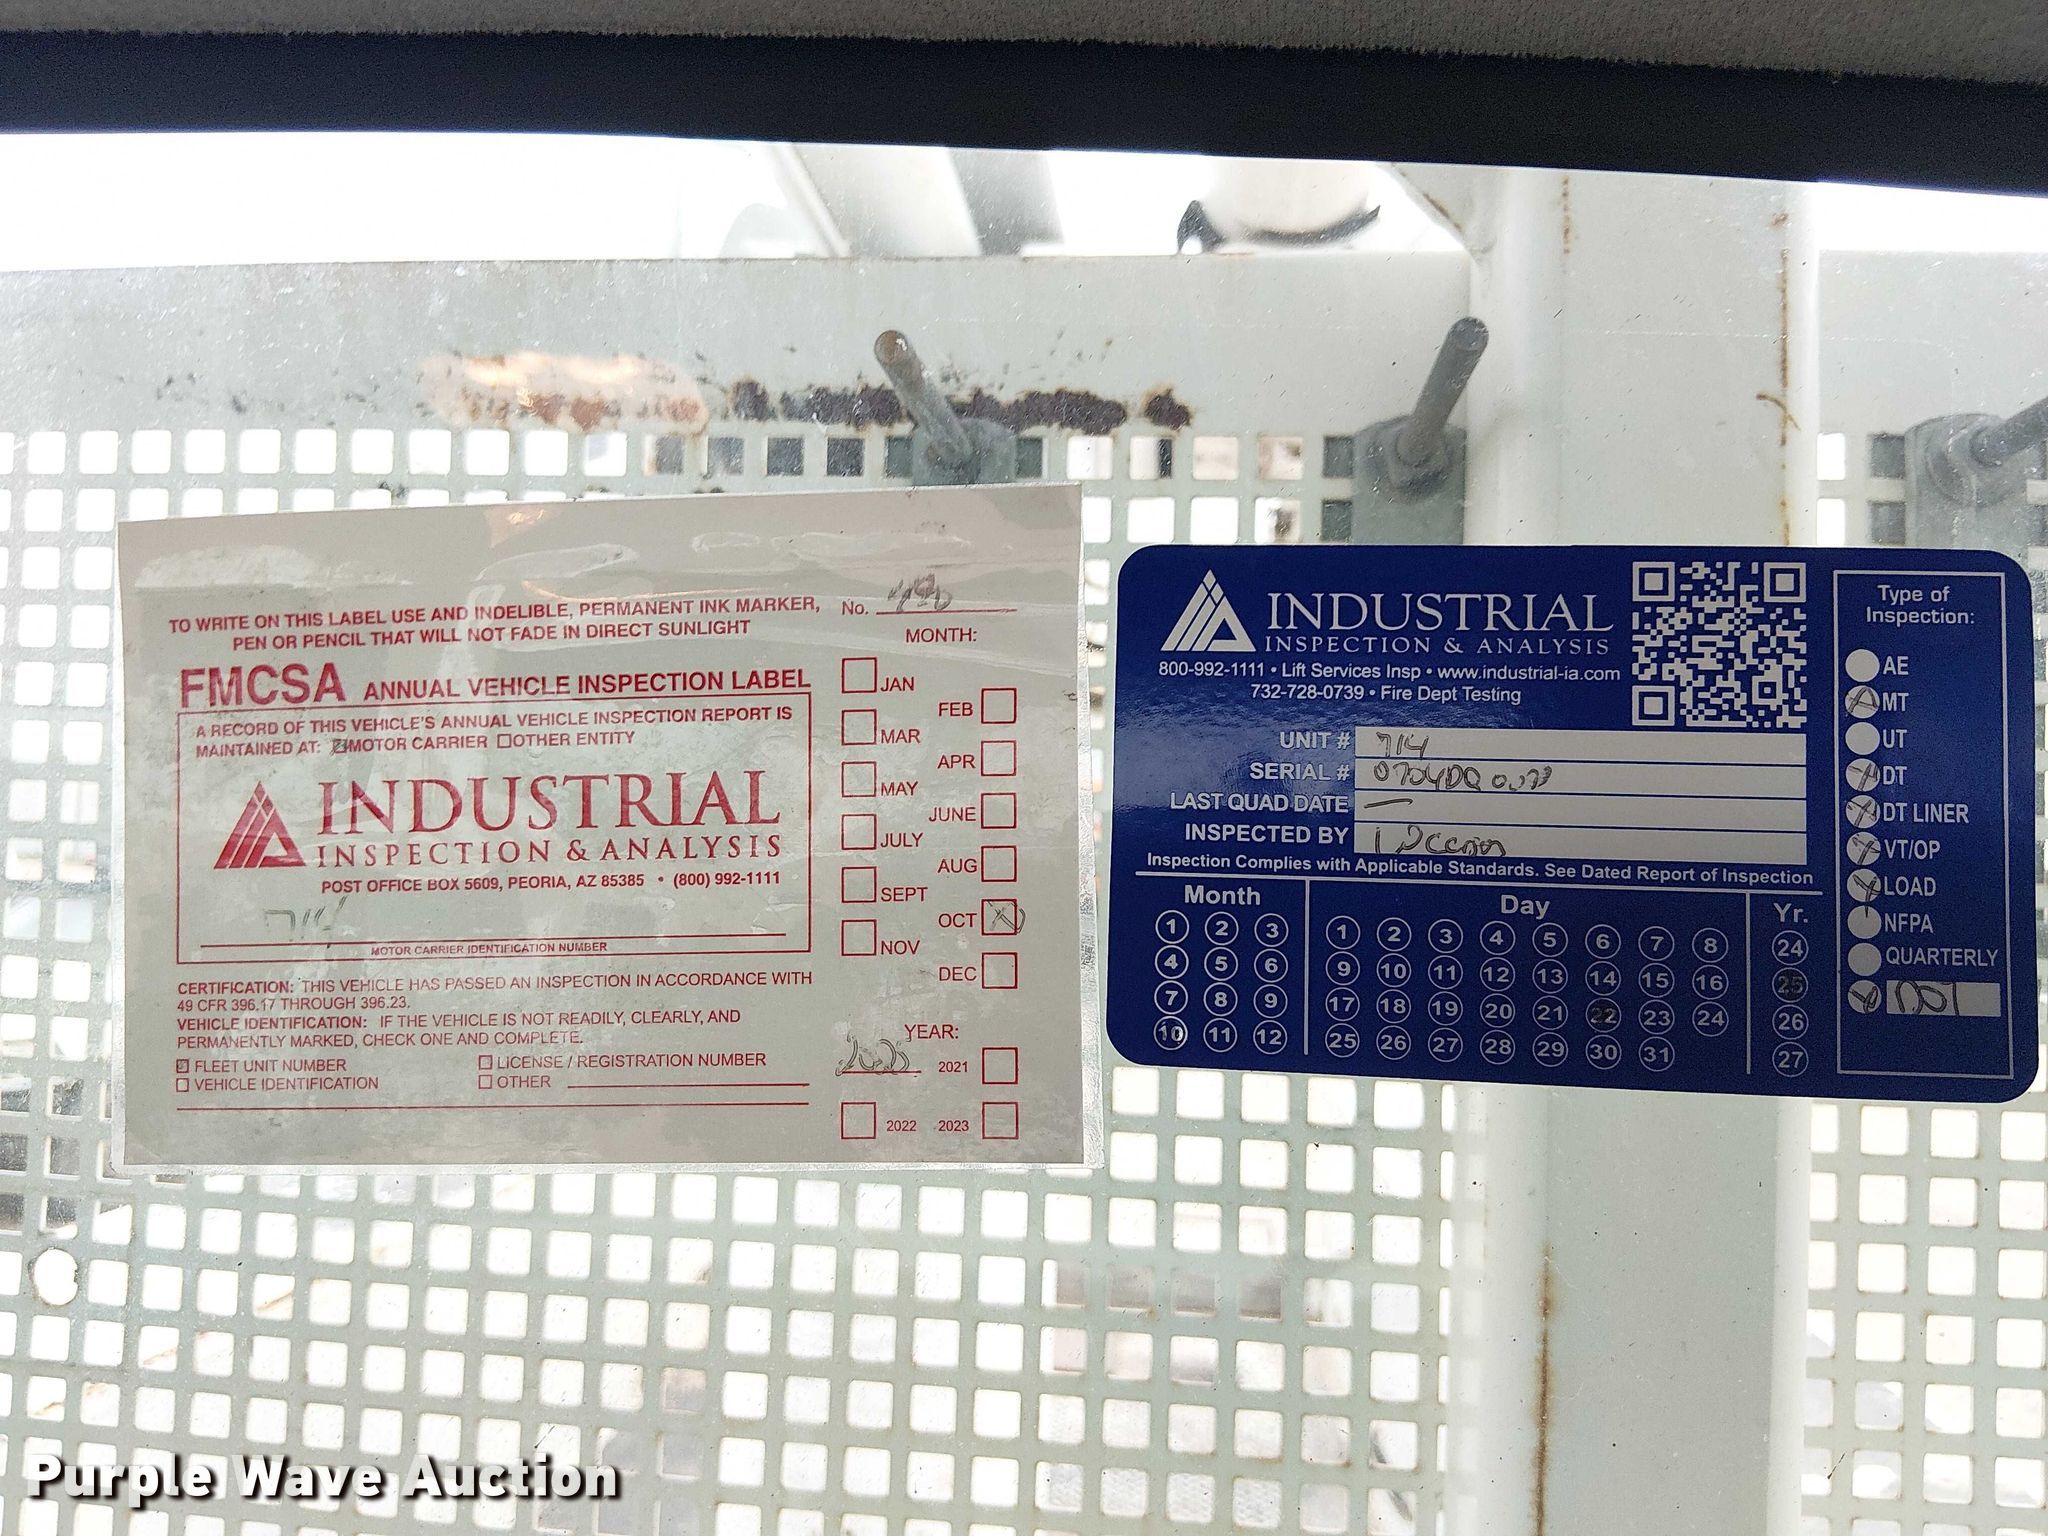 TO WRITE ON THIS LABEL USE AND INDELIBLE, PERMANENT INK MARKER,
PEN OR PENCIL THAT WILL NOT FADE IN DIRECT SUNLIGHT
FMCSA ANNUAL VEHICLE INSPECTION LABEL
A RECORD OF THIS VEHICLE'S ANNUAL VEHICLE INSPECTION REPORT IS
MAINTAINED AT: MOTOR CARRIER OTHER ENTITY
INDUSTRIAL
INSPECTION & ANALYSIS
POST OFFICE BOX 5609, PEORIA, AZ 85385 • (800) 992-1111
714
MOTOR CARRIER IDENTIFICATION NUMBER
CERTIFICATION: THIS VEHICLE HAS PASSED AN INSPECTION IN ACCORDANCE WITH
49 CFR 396.17 THROUGH 396.23.
VEHICLE IDENTIFICATION: IF THE VEHICLE IS NOT READILY, CLEARLY, AND
PERMANENTLY MARKED, CHECK ONE AND COMPLETE.
FLEET UNIT NUMBER LICENSE / REGISTRATION NUMBER
VEHICLE IDENTIFICATION OTHER
No.
MONTH:
JAN
FEB
MAR
APR
MAY
JUNE
JULY
AUG
SEPT
OCT
NOV
DEC
YEAR:
2025 2021
2022 2023
INDUSTRIAL
INSPECTION & ANALYSIS
800-992-1111 • Lift Services Insp • www.industrial-ia.com
732-728-0739 • Fire Dept Testing
UNIT # 714
SERIAL #
LAST QUAD DATE —
INSPECTED BY
Inspection Complies with Applicable Standards. See Dated Report of Inspection
Month
1 2 3
4 5 6
7 8 9
10 11 12
Day
1 2 3 4 5 6 7 8
9 10 11 12 13 14 15 16
17 18 19 20 21 22 23 24
25 26 27 28 29 30 31
Yr.
24
25
26
27
Type of
Inspection:
AE
MT
UT
DT
DT LINER
VT/OP
LOAD
NFPA
QUARTERLY
DOT
Purple Wave Auction